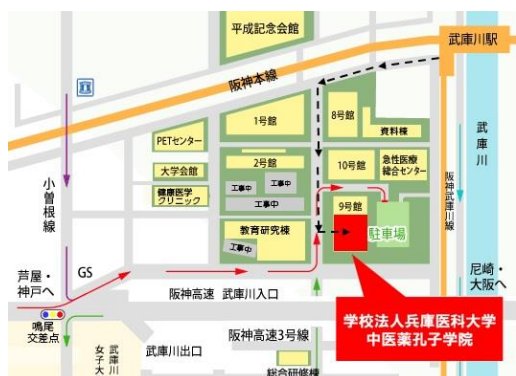 平成記念会館
武庫川駅
阪神本線
8号館
1号館
資料棟
PETセンター
武庫川
2号館
10号館
急性医療
総合センター
大学会館
工事中
工事中
工事中
健康医学
クリニック
小曽根線
阪神武庫川線
9号館
教育研究棟
駐車場
工事中
芦屋・
神戸へ
GS
尼崎・
大阪へ
阪神高速 武庫川入口
学校法人兵庫医科大学
中医薬孔子学院
鳴尾
交差点
武庫川
女子大
武庫川出口
阪神高速3号線
総合研修棟